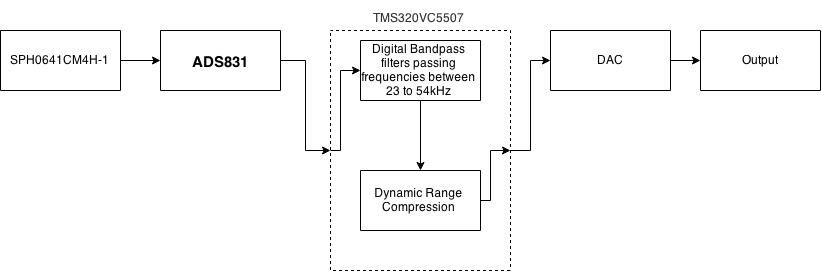 TMS320VC5507
SPH0641CM4H-1
ADS831
Digital Bandpass
filters passing
frequencies between
23 to 54kHz
Dynamic Range
Compression
DAC
Output